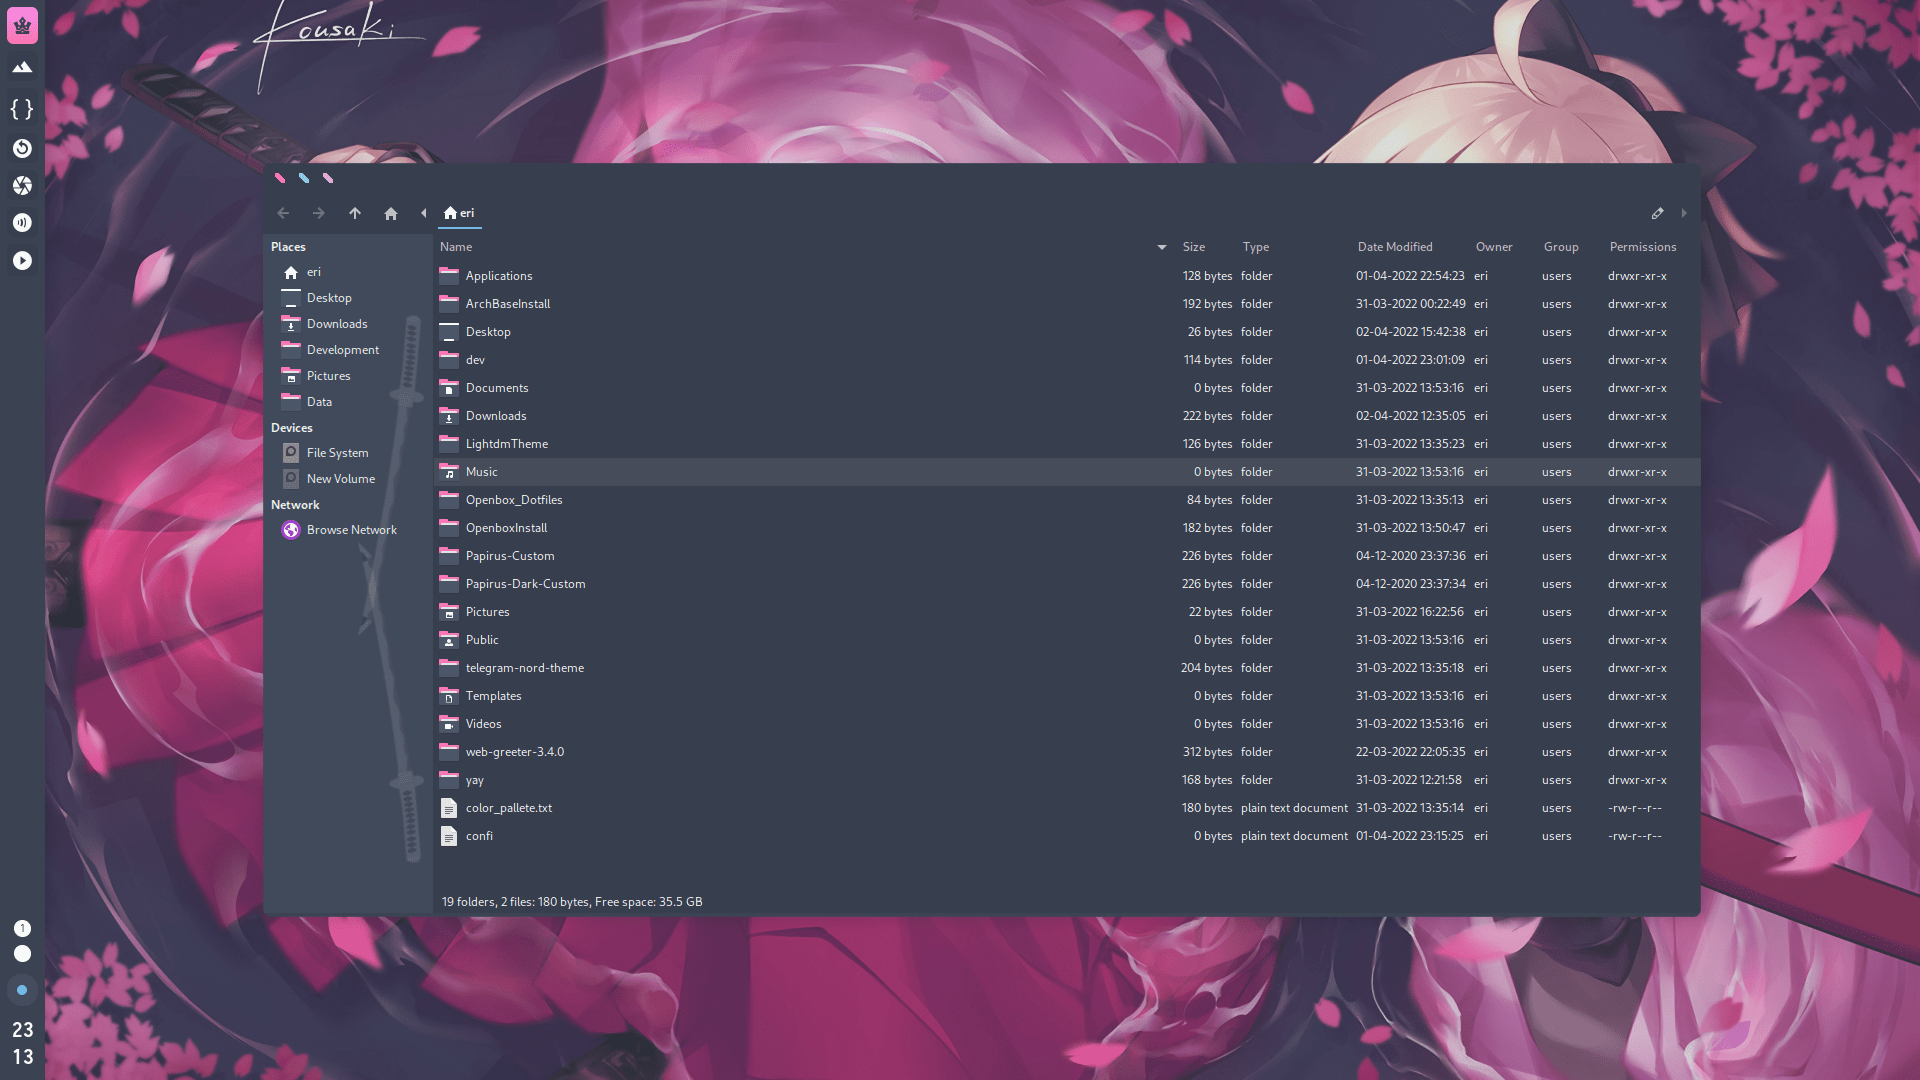 Kousaki
eri
Places
eri
Desktop
Downloads
Development
Pictures
Data
Devices
File System
New Volume
Network
Browse Network
Name Size Type Date Modified Owner Group Permissions
Applications 128 bytes folder 01-04-2022 22:54:23 eri users drwxr-xr-x
ArchBaseInstall 192 bytes folder 31-03-2022 00:22:49 eri users drwxr-xr-x
Desktop 26 bytes folder 02-04-2022 15:42:38 eri users drwxr-xr-x
dev 114 bytes folder 01-04-2022 23:01:09 eri users drwxr-xr-x
Documents 0 bytes folder 31-03-2022 13:53:16 eri users drwxr-xr-x
Downloads 222 bytes folder 02-04-2022 12:35:05 eri users drwxr-xr-x
LightdmTheme 126 bytes folder 31-03-2022 13:35:23 eri users drwxr-xr-x
Music 0 bytes folder 31-03-2022 13:53:16 eri users drwxr-xr-x
Openbox_Dotfiles 84 bytes folder 31-03-2022 13:35:13 eri users drwxr-xr-x
OpenboxInstall 182 bytes folder 31-03-2022 13:50:47 eri users drwxr-xr-x
Papirus-Custom 226 bytes folder 04-12-2020 23:37:36 eri users drwxr-xr-x
Papirus-Dark-Custom 226 bytes folder 04-12-2020 23:37:34 eri users drwxr-xr-x
Pictures 22 bytes folder 31-03-2022 16:22:56 eri users drwxr-xr-x
Public 0 bytes folder 31-03-2022 13:53:16 eri users drwxr-xr-x
telegram-nord-theme 204 bytes folder 31-03-2022 13:35:18 eri users drwxr-xr-x
Templates 0 bytes folder 31-03-2022 13:53:16 eri users drwxr-xr-x
Videos 0 bytes folder 31-03-2022 13:53:16 eri users drwxr-xr-x
web-greeter-3.4.0 312 bytes folder 22-03-2022 22:05:35 eri users drwxr-xr-x
yay 168 bytes folder 31-03-2022 12:21:58 eri users drwxr-xr-x
color_pallete.txt 180 bytes plain text document 31-03-2022 13:35:14 eri users -rw-r--r--
confi 0 bytes plain text document 01-04-2022 23:15:25 eri users -rw-r--r--
19 folders, 2 files: 180 bytes, Free space: 35.5 GB
1
23
13